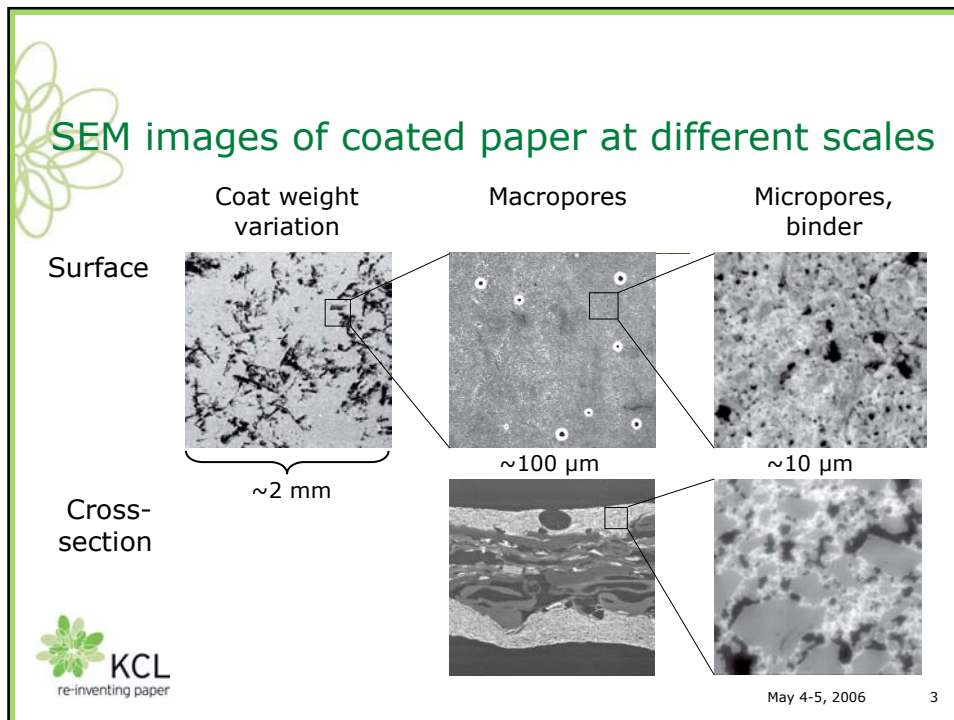 SEM images of coated paper at different scales
Coat weight
variation
Macropores
Micropores,
binder
Surface
~2 mm
~100 µm
~10 µm
Cross-
section
KCL
re-inventing paper
May 4-5, 2006
3